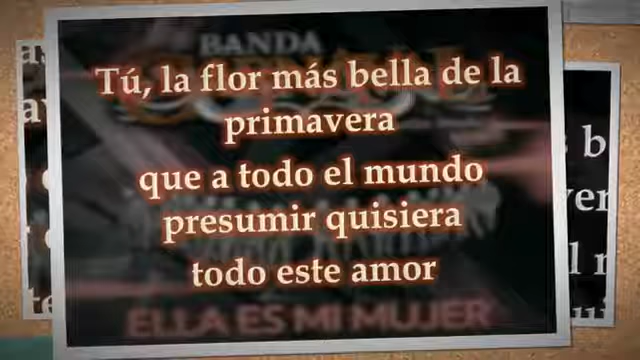 BANDA
Tú, la flor más bella de la
primavera
que a todo el mundo
presumir quisiera
todo este amor
ELLA ES MI MUJER